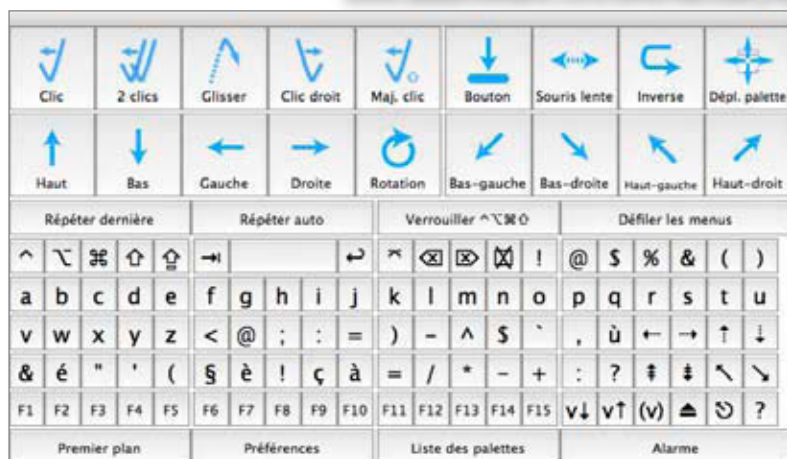 Clic 2 clics Glisser Clic droit Maj. clic Bouton Souris lente Inverse Dépl. palette
Haut Bas Gauche Droite Rotation Bas-gauche Bas-droite Haut-gauche Haut-droit
Répéter dernière Répéter auto Verrouiller ^⌥⌘⇧ Défiler les menus
^ ⌥ ⌘ ⇧ ⇪ ⇥ ↩ ⌤ ⌫ ⌦ ! @ $ % & ( )
a b c d e f g h i j k l m n o p q r s t u
v w x y z < @ ; : = ) - ^ $ ` , ù ← → ↑ ↓
& é " ' ( § è ! ç à = / * - + : ? ⇞ ⇟ ↖ ↘
F1 F2 F3 F4 F5 F6 F7 F8 F9 F10 F11 F12 F13 F14 F15 v↓ v↑ (v) ⏏ ?
Premier plan Préférences Liste des palettes Alarme